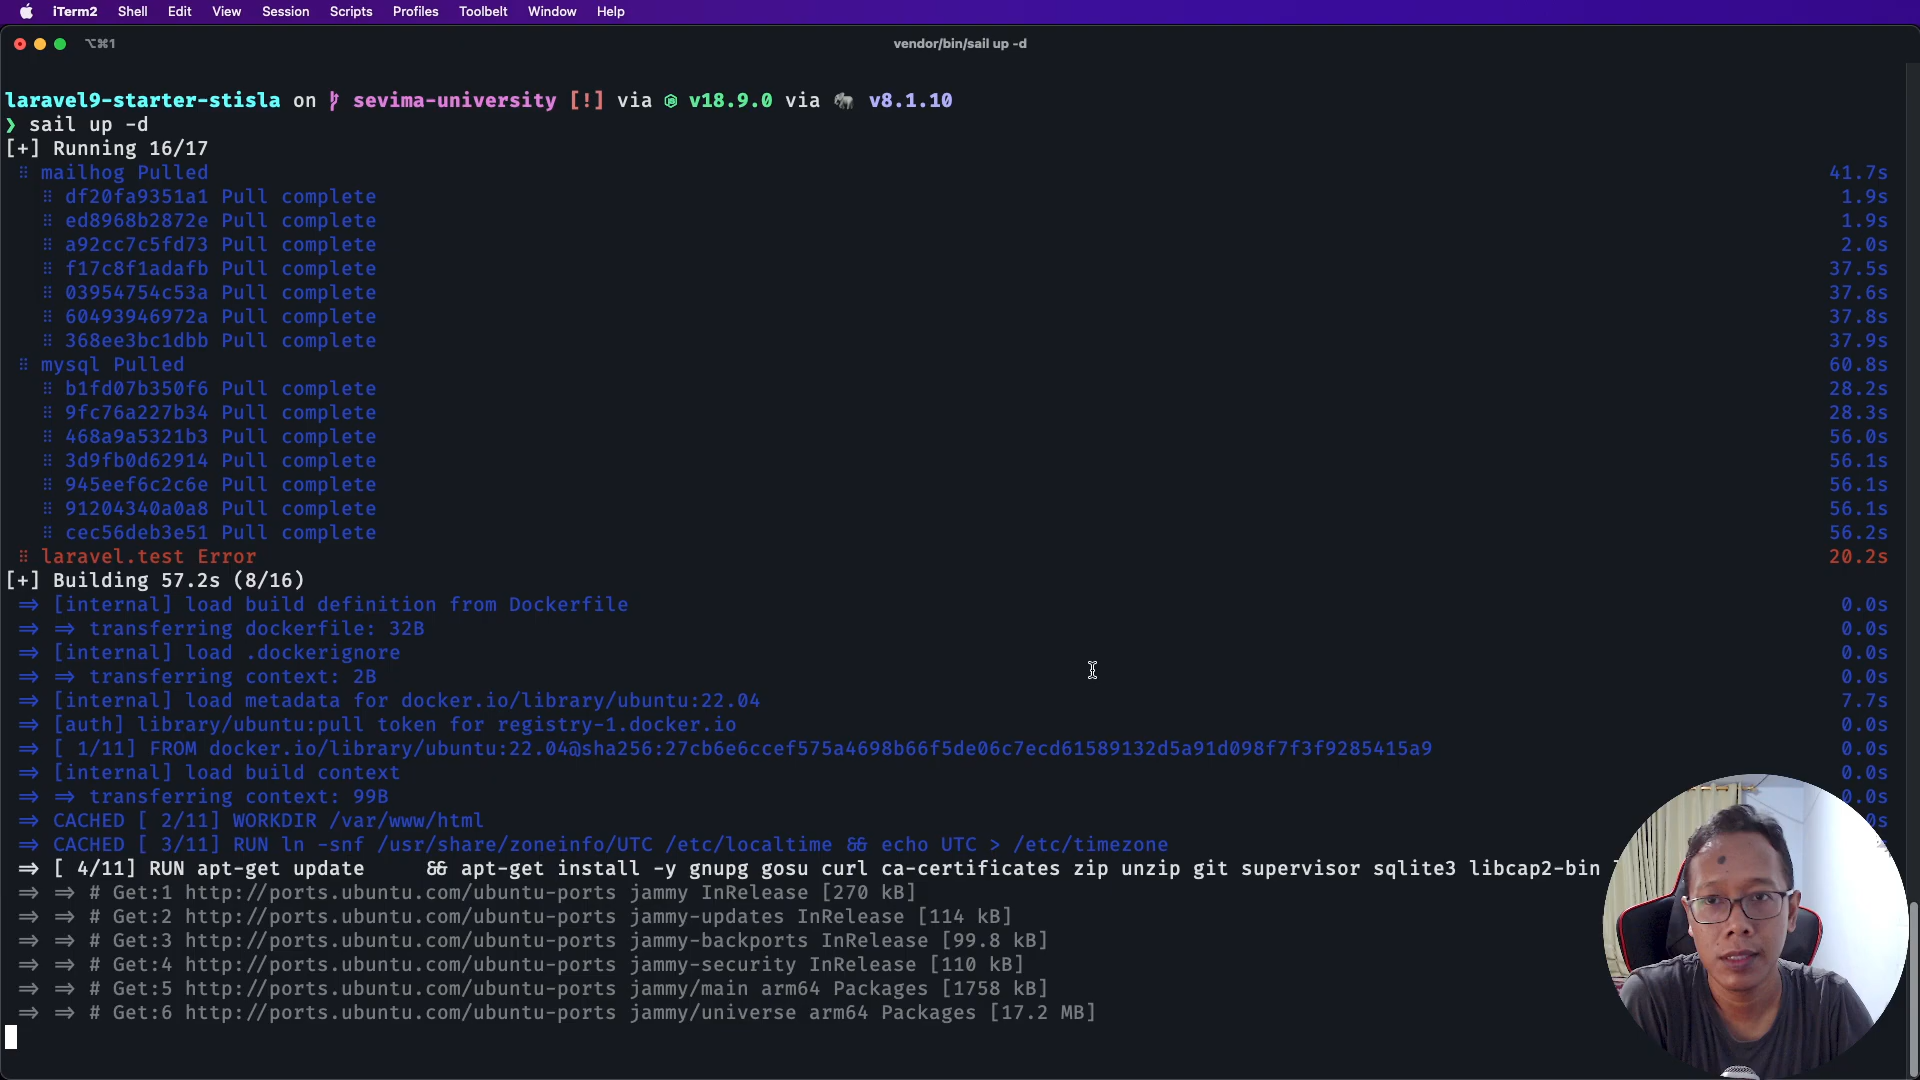 iTerm2 Shell Edit View Session Scripts Profiles Toolbelt Window Help
⌥⌘1 vendor/bin/sail up -d
laravel9-starter-stisla on sevima-university [!] via v18.9.0 via 🐘 v8.1.10
❯ sail up -d
[+] Running 16/17
⠿ mailhog Pulled 41.7s
⠿ df20fa9351a1 Pull complete 1.9s
⠿ ed8968b2872e Pull complete 1.9s
⠿ a92cc7c5fd73 Pull complete 2.0s
⠿ f17c8f1adafb Pull complete 37.5s
⠿ 03954754c53a Pull complete 37.6s
⠿ 60493946972a Pull complete 37.8s
⠿ 368ee3bc1dbb Pull complete 37.9s
⠿ mysql Pulled 60.8s
⠿ b1fd07b350f6 Pull complete 28.2s
⠿ 9fc76a227b34 Pull complete 28.3s
⠿ 468a9a5321b3 Pull complete 56.0s
⠿ 3d9fb0d62914 Pull complete 56.1s
⠿ 945eef6c2c6e Pull complete 56.1s
⠿ 91204340a0a8 Pull complete 56.1s
⠿ cec56deb3e51 Pull complete 56.2s
⠿ laravel.test Error 20.2s
[+] Building 57.2s (8/16)
=> [internal] load build definition from Dockerfile 0.0s
=> => transferring dockerfile: 32B 0.0s
=> [internal] load .dockerignore 0.0s
=> => transferring context: 2B 0.0s
=> [internal] load metadata for docker.io/library/ubuntu:22.04 7.7s
=> [auth] library/ubuntu:pull token for registry-1.docker.io 0.0s
=> [ 1/11] FROM docker.io/library/ubuntu:22.04@sha256:27cb6e6ccef575a4698b66f5de06c7ecd61589132d5a91d098f7f3f9285415a9 0.0s
=> [internal] load build context 0.0s
=> => transferring context: 99B 0.0s
=> CACHED [ 2/11] WORKDIR /var/www/html
=> CACHED [ 3/11] RUN ln -snf /usr/share/zoneinfo/UTC /etc/localtime && echo UTC > /etc/timezone
=> [ 4/11] RUN apt-get update && apt-get install -y gnupg gosu curl ca-certificates zip unzip git supervisor sqlite3 libcap2-bin
=> => # Get:1 http://ports.ubuntu.com/ubuntu-ports jammy InRelease [270 kB]
=> => # Get:2 http://ports.ubuntu.com/ubuntu-ports jammy-updates InRelease [114 kB]
=> => # Get:3 http://ports.ubuntu.com/ubuntu-ports jammy-backports InRelease [99.8 kB]
=> => # Get:4 http://ports.ubuntu.com/ubuntu-ports jammy-security InRelease [110 kB]
=> => # Get:5 http://ports.ubuntu.com/ubuntu-ports jammy/main arm64 Packages [1758 kB]
=> => # Get:6 http://ports.ubuntu.com/ubuntu-ports jammy/universe arm64 Packages [17.2 MB]